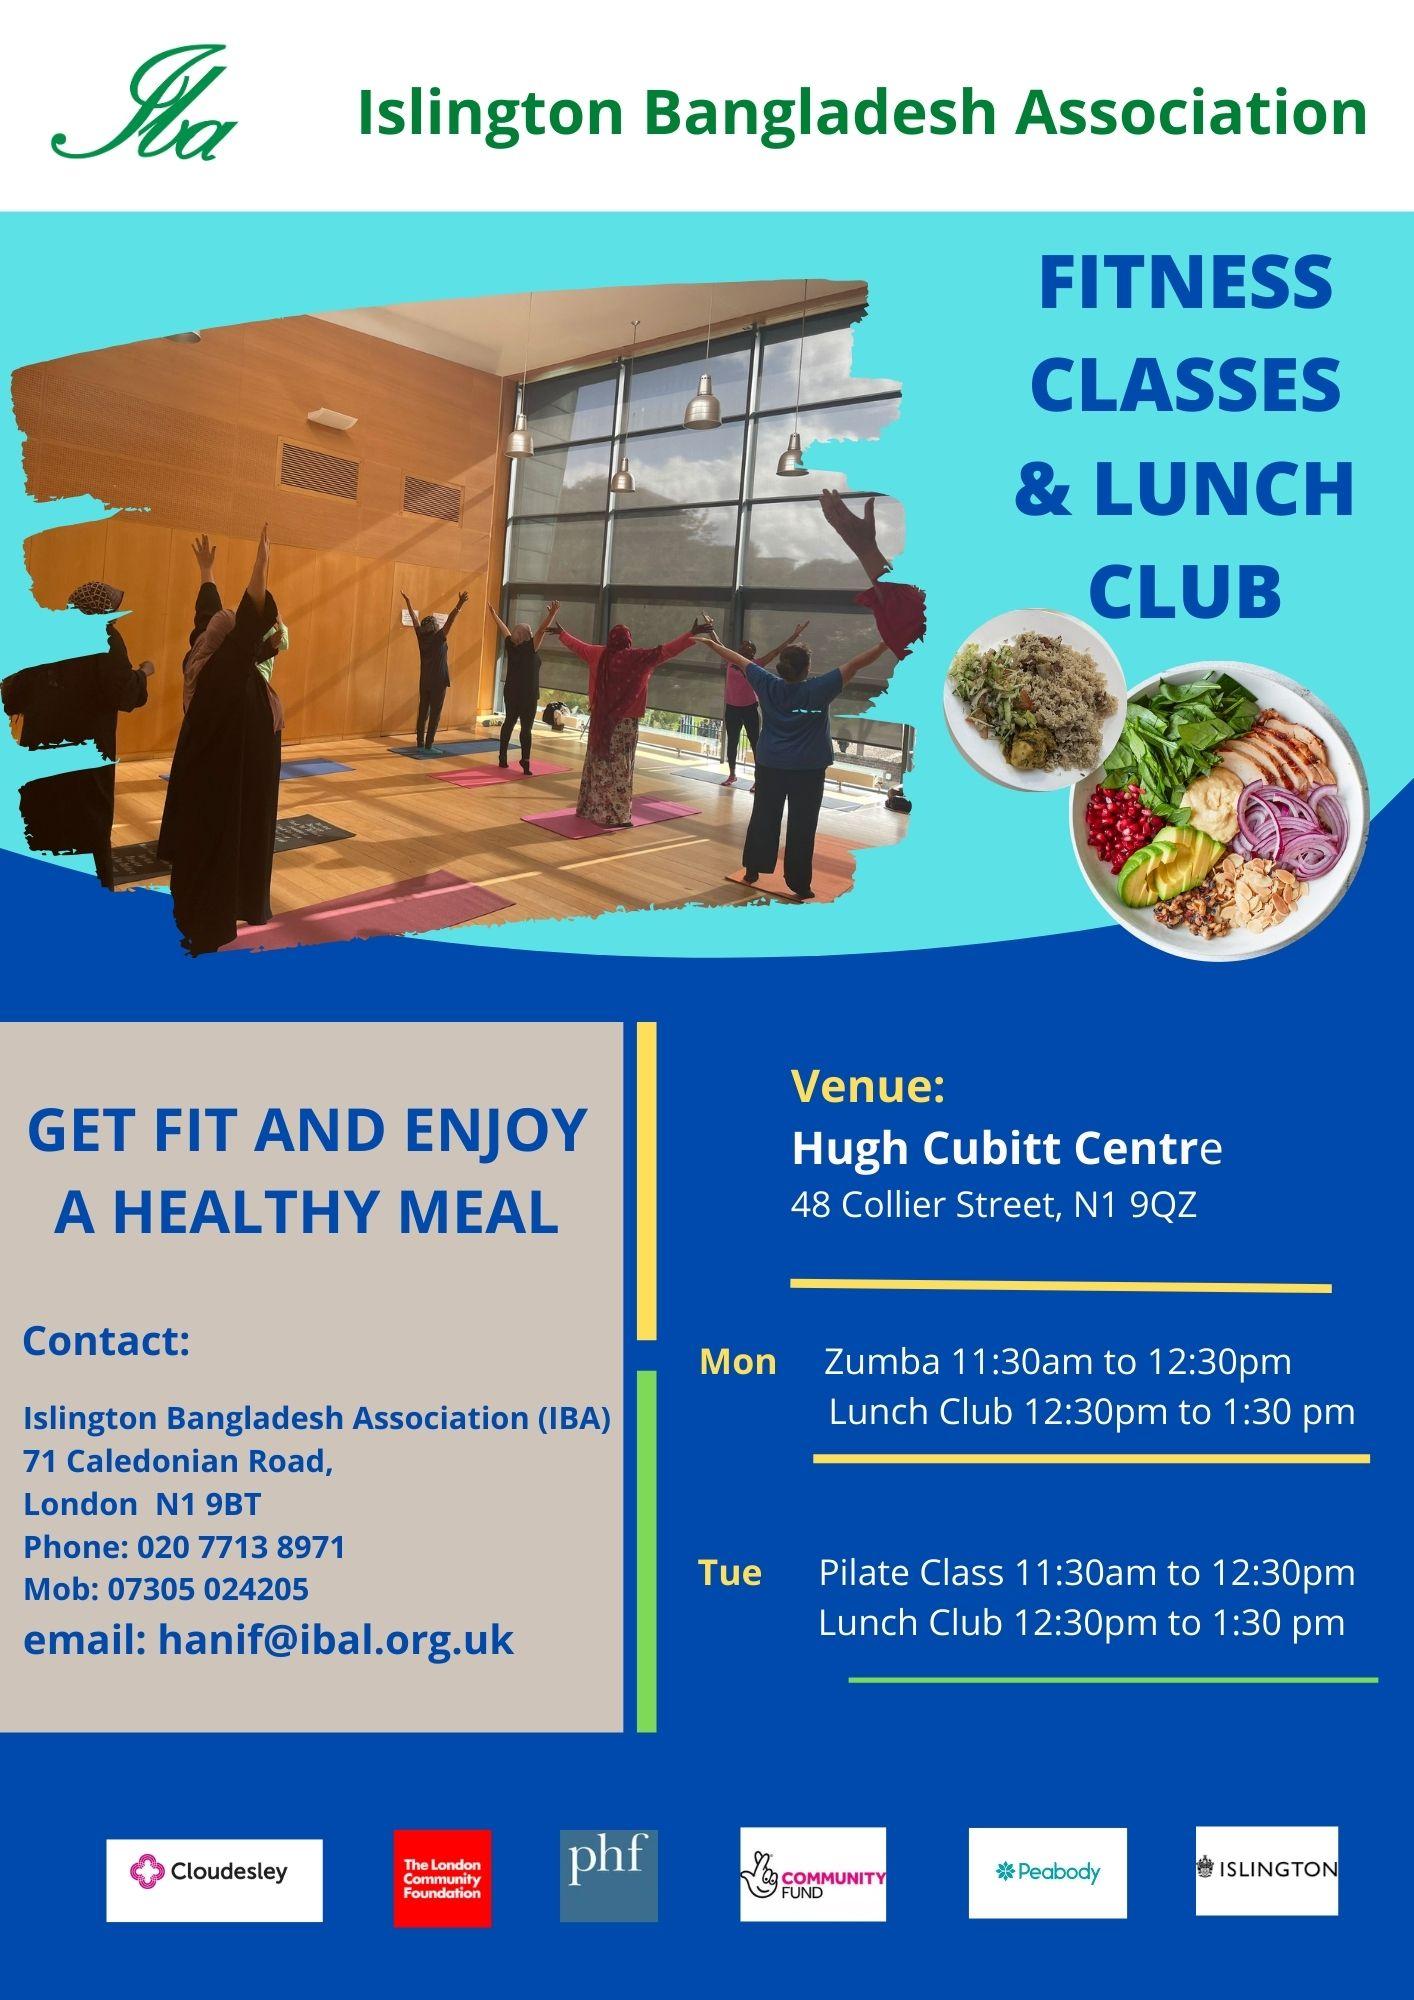 Iba
Islington Bangladesh Association
FITNESS
CLASSES
& LUNCH
CLUB
GET FIT AND ENJOY
A HEALTHY MEAL
Contact:
Islington Bangladesh Association (IBA)
71 Caledonian Road,
London N1 9BT
Phone: 020 7713 8971
Mob: 07305 024205
email: hanif@ibal.org.uk
Venue:
Hugh Cubitt Centre
48 Collier Street, N1 9QZ
Mon Zumba 11:30am to 12:30pm
Lunch Club 12:30pm to 1:30 pm
Tue Pilate Class 11:30am to 12:30pm
Lunch Club 12:30pm to 1:30 pm
Cloudesley
The London
Community
Foundation
phf
COMMUNITY
FUND
Peabody
ISLINGTON